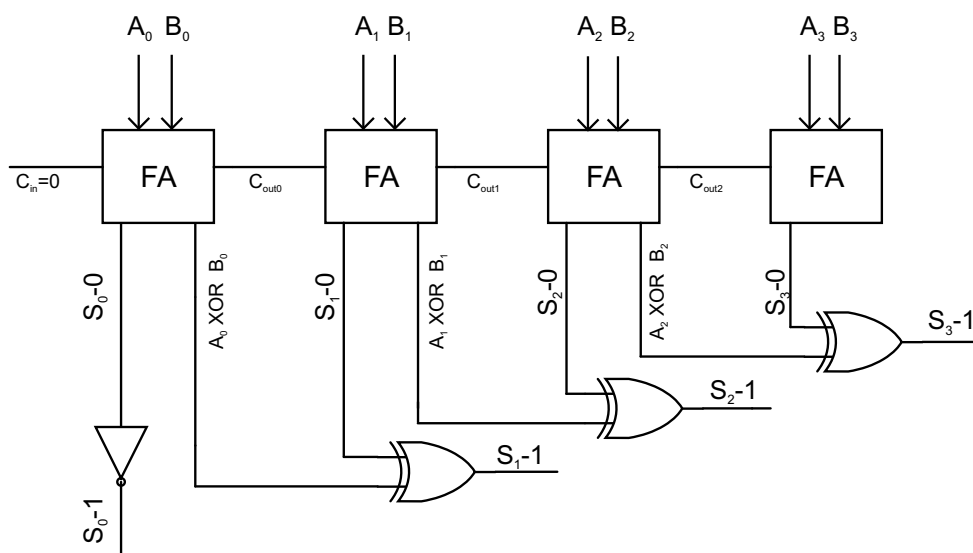 A₀ B₀ A₁ B₁ A₂ B₂ A₃ B₃
FA FA FA FA
Cᵢₙ=0 Cₒᵤₜ₀ Cₒᵤₜ₁ Cₒᵤₜ₂
S₀-0
A₀ XOR B₀
S₁-0
A₁ XOR B₁
S₂-0
A₂ XOR B₂
S₃-0
S₃-1
S₂-1
S₁-1
S₀-1